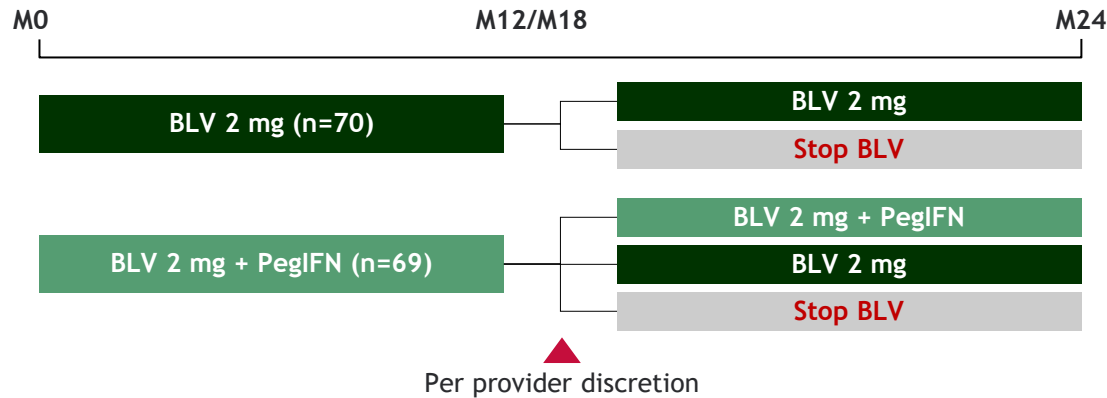 M0 M12/M18 M24
BLV 2 mg (n=70)
BLV 2 mg
Stop BLV
BLV 2 mg + PegIFN (n=69)
BLV 2 mg + PegIFN
BLV 2 mg
Stop BLV
Per provider discretion